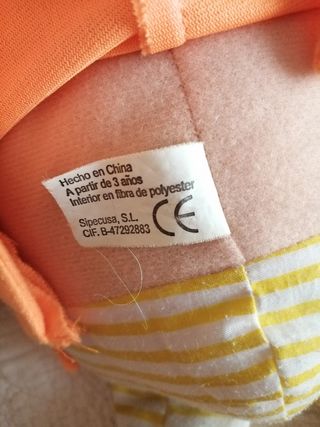 Hecho en China
A partir de 3 años
Interior en fibra de polyester
Sipecusa, S.L.
CIF. B-47292883
CE